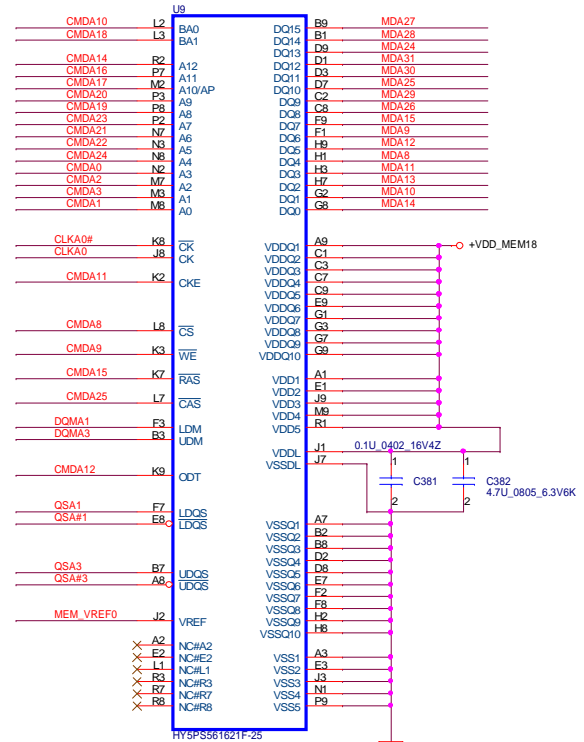 U9
CMDA10 L2 BA0 DQ15 B9 MDA27
CMDA18 L3 BA1 DQ14 B1 MDA28
DQ13 D9 MDA24
CMDA14 R2 A12 DQ12 D1 MDA31
CMDA16 P7 A11 DQ11 D3 MDA30
CMDA17 M2 A10/AP DQ10 D7 MDA25
CMDA20 P3 A9 DQ9 C2 MDA29
CMDA19 P8 A8 DQ8 C8 MDA26
CMDA23 P2 A7 DQ7 F9 MDA15
CMDA21 N7 A6 DQ6 F1 MDA9
CMDA22 N3 A5 DQ5 H9 MDA12
CMDA24 N8 A4 DQ4 H1 MDA8
CMDA0 N2 A3 DQ3 H3 MDA11
CMDA2 M7 A2 DQ2 H7 MDA13
CMDA3 M3 A1 DQ1 G2 MDA10
CMDA1 M8 A0 DQ0 G8 MDA14
CLKA0# K8 CK VDDQ1 A9 +VDD_MEM18
CLKA0 J8 CK VDDQ2 C1
VDDQ3 C3
CMDA11 K2 CKE VDDQ4 C7
VDDQ5 C9
VDDQ6 E9
VDDQ7 G1
CMDA8 L8 CS VDDQ8 G3
VDDQ9 G7
CMDA9 K3 WE VDDQ10 G9
CMDA15 K7 RAS VDD1 A1
VDD2 E1
CMDA25 L7 CAS VDD3 J9
VDD4 M9
DQMA1 F3 LDM VDD5 R1
DQMA3 B3 UDM
VDDL J1 0.1U_0402_16V4Z
VSSDL J7 1 1
CMDA12 K9 ODT C381 C382
2 2 4.7U_0805_6.3V6K
QSA1 F7 LDQS VSSQ1 A7
QSA#1 E8 LDQS VSSQ2 B2
VSSQ3 B8
VSSQ4 D2
QSA3 B7 UDQS VSSQ5 D8
QSA#3 A8 UDQS VSSQ6 E7
VSSQ7 F2
VSSQ8 F8
MEM_VREF0 J2 VREF VSSQ9 H2
VSSQ10 H8
A2 NC#A2
E2 NC#E2 VSS1 A3
L1 NC#L1 VSS2 E3
R3 NC#R3 VSS3 J3
R7 NC#R7 VSS4 N1
R8 NC#R8 VSS5 P9
HY5PS561621F-25